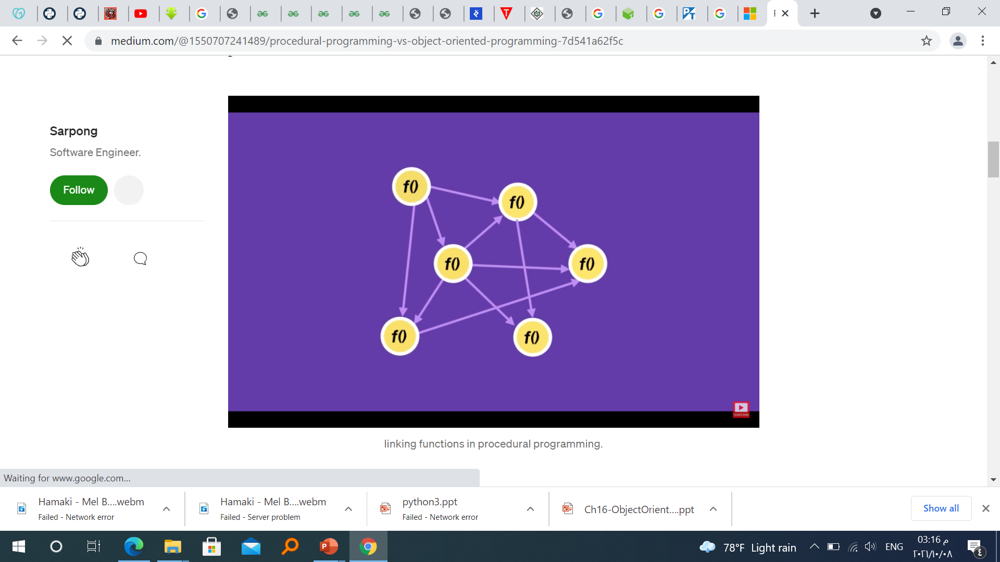 medium.com/@1550707241489/procedural-programming-vs-object-oriented-programming-7d541a62f5c
Sarpong
Software Engineer.
Follow
f()
f()
f()
f()
f()
f()
SUBSCRIBE
linking functions in procedural programming.
Waiting for www.google.com...
Hamaki - Mel B....webm
Failed - Network error
Hamaki - Mel B....webm
Failed - Server problem
python3.ppt
Failed - Network error
Ch16-ObjectOrient....ppt
Show all
78°F Light rain
ENG
03:16 م
٢٠٢١/١٠/٠٨
٤